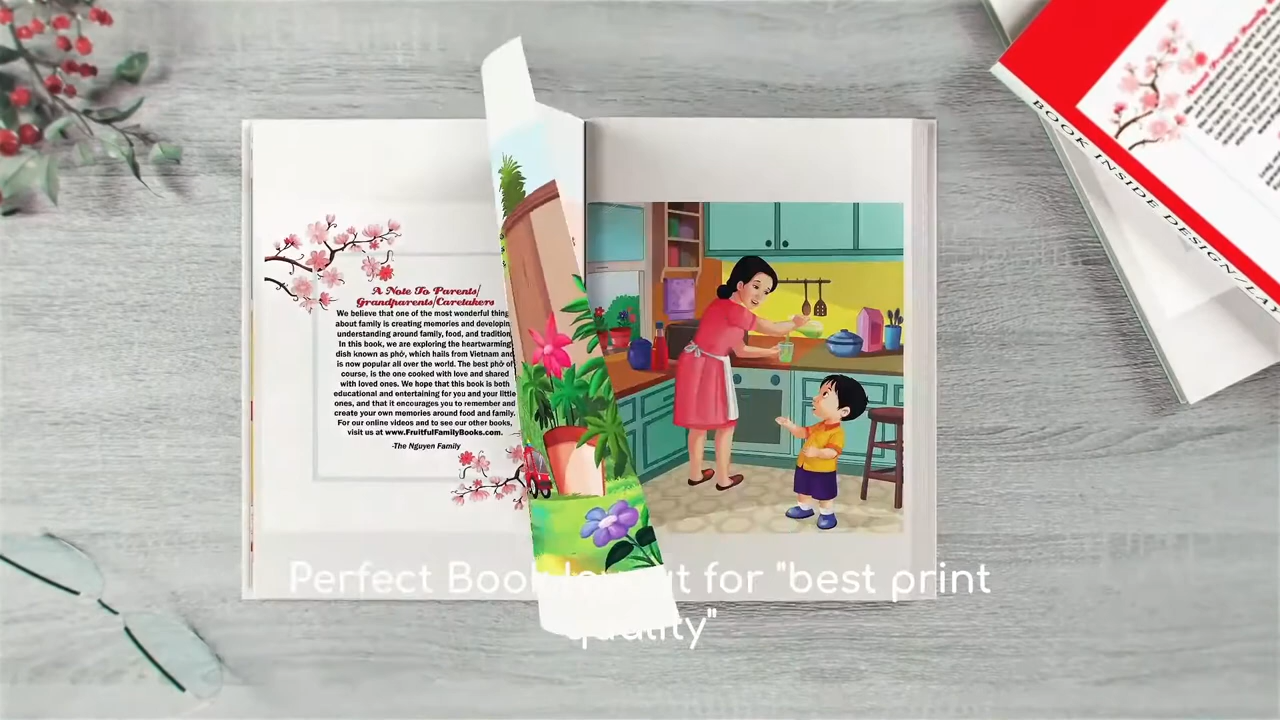 A Note To Parents/
Grandparents/Caretakers
We believe that one of the most wonderful thing
about family is creating memories and developin
understanding around family, food, and tradition
In this book, we are exploring the heartwarming
dish known as phở, which hails from Vietnam and
is now popular all over the world. The best phở of
course, is the one cooked with love and shared
with loved ones. We hope that this book is both
educational and entertaining for you and your little
ones, and that it encourages you to remember and
create your own memories around food and family.
For our online videos and to see our other books,
visit us at www.FruitfulFamilyBooks.com.
-The Nguyen Family
BOOK INSIDE DESIGN/LAY
Perfect Book layout for "best print
quality"